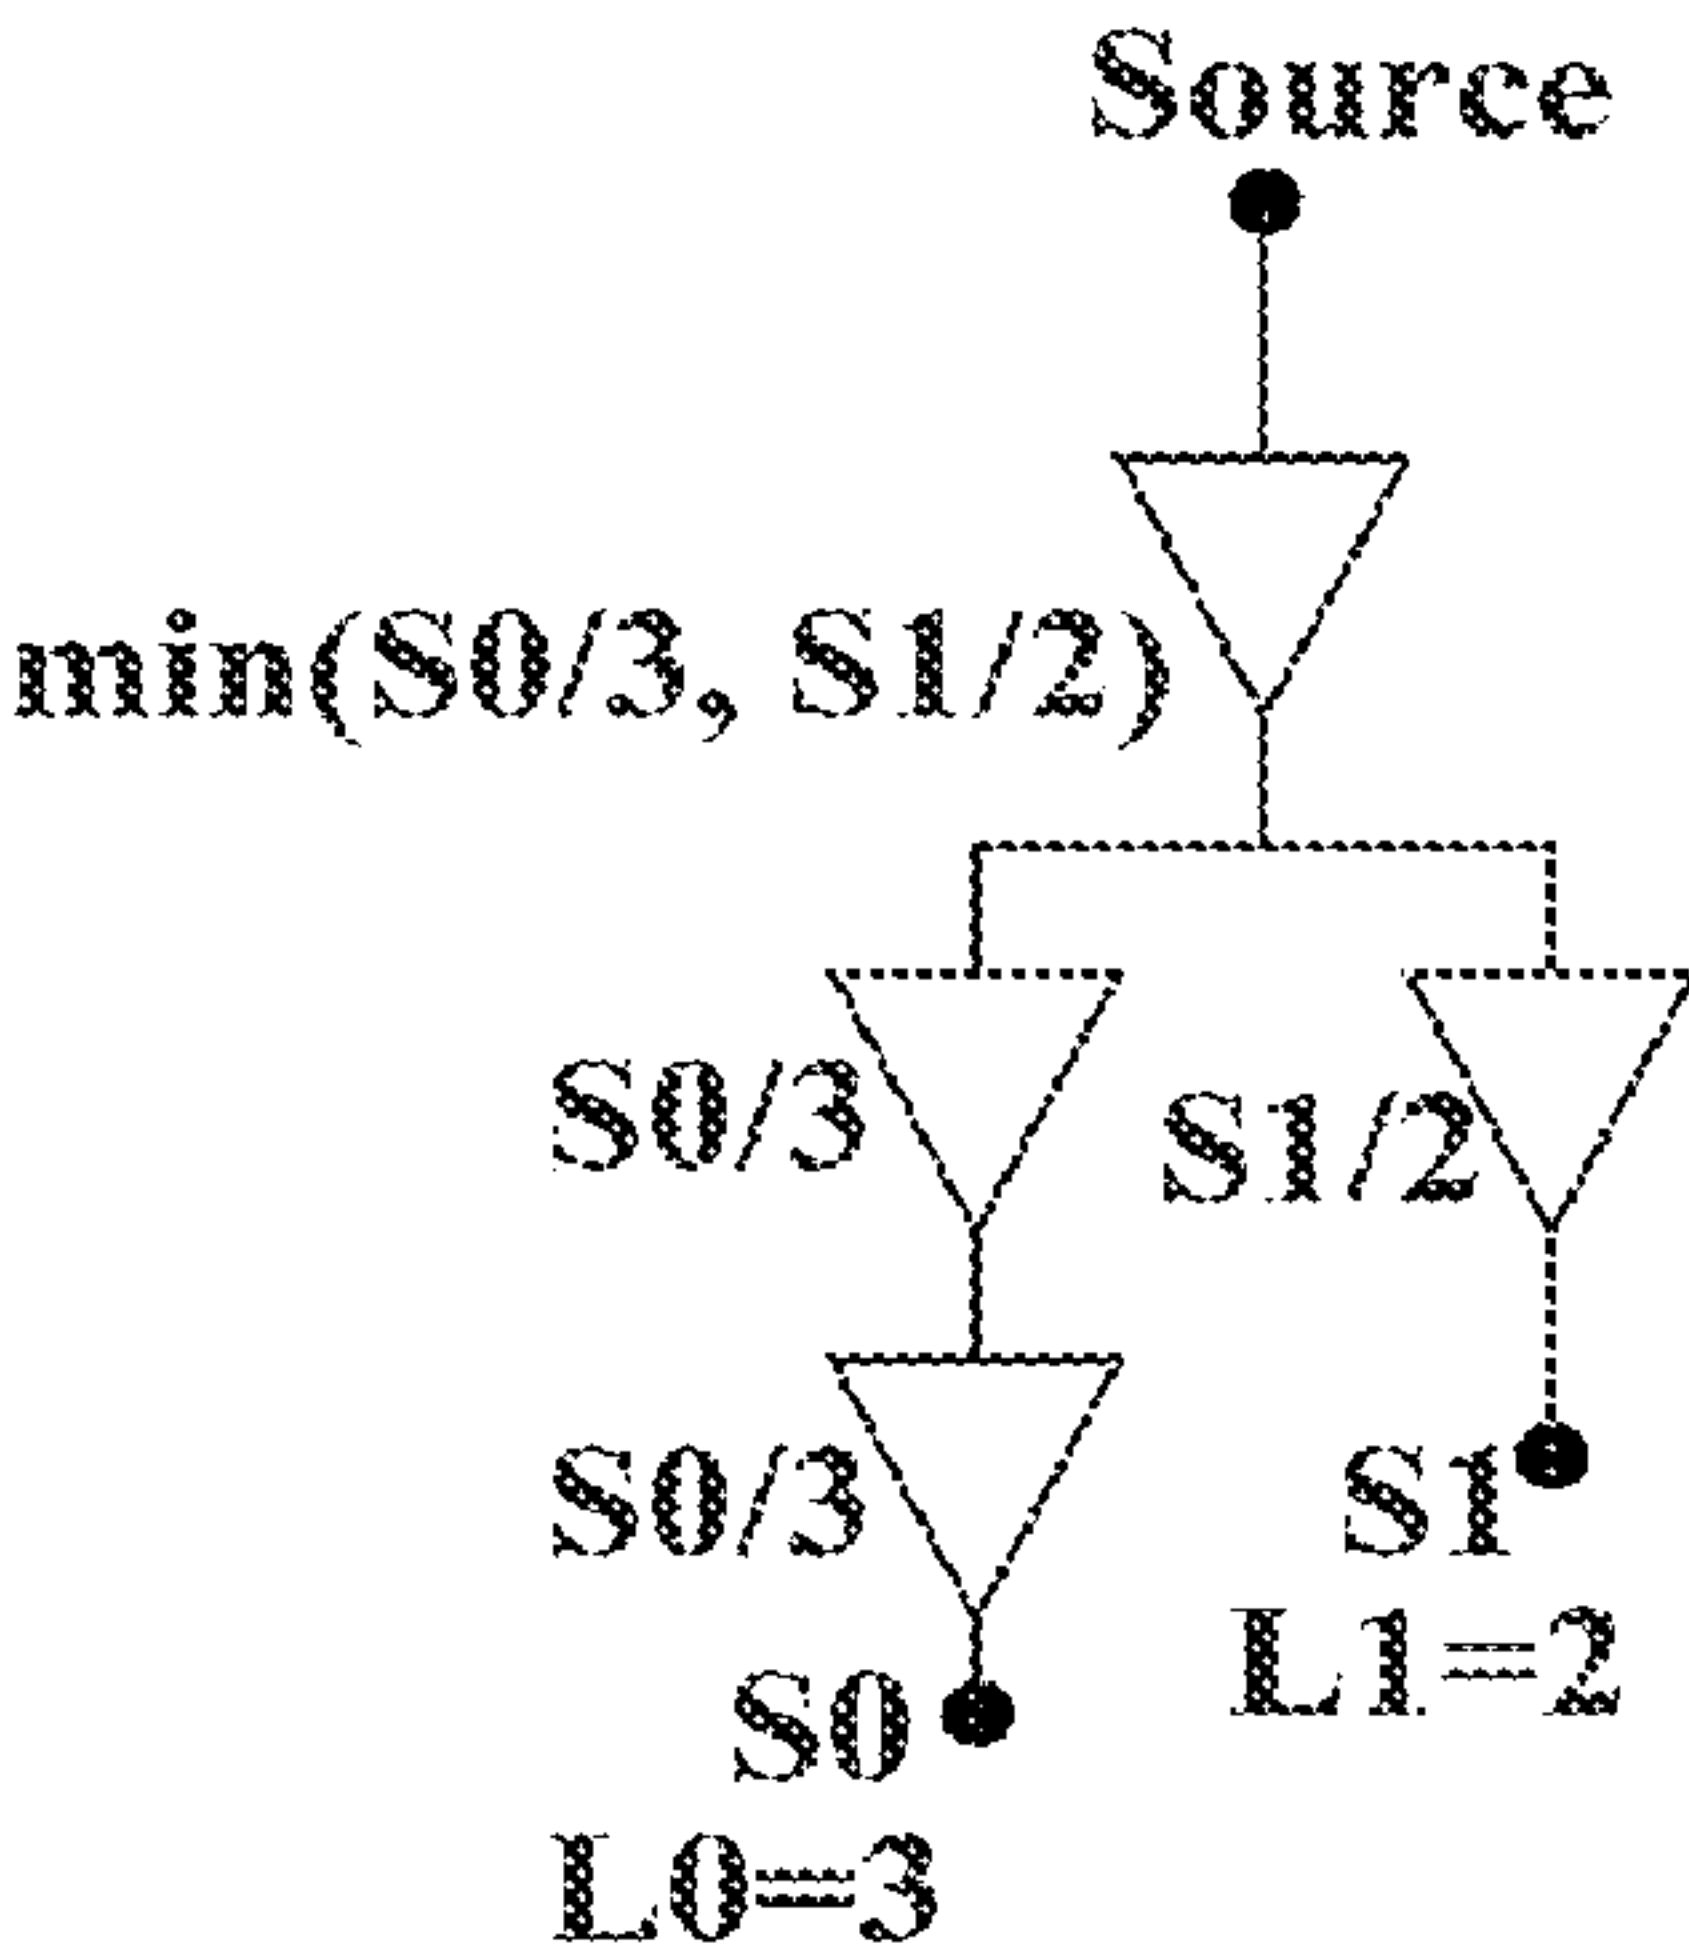 Source
min(S0/3, S1/2)
S0/3
S1/2
S0/3
S1
L1=2
S0
L0=3